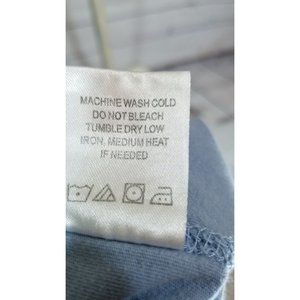 MACHINE WASH COLD
DO NOT BLEACH
TUMBLE DRY LOW
IRON, MEDIUM HEAT
IF NEEDED